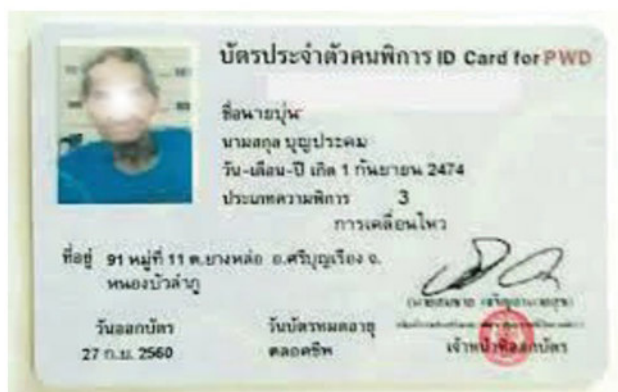 บัตรประจำตัวคนพิการ ID Card for PWD
ชื่อนายบุ่น
นามสกุล บุญประคม
วัน-เดือน-ปี เกิด 1 กันยายน 2474
ประเภทความพิการ 3
การเคลื่อนไหว
ที่อยู่ 91 หมู่ที่ 11 ต.ยางหล่อ อ.ศรีบุญเรือง จ.
หนองบัวลำภู
วันออกบัตร
27 ก.ย. 2560
วันบัตรหมดอายุ
ตลอดชีพ
เจ้าหน้าที่ออกบัตร